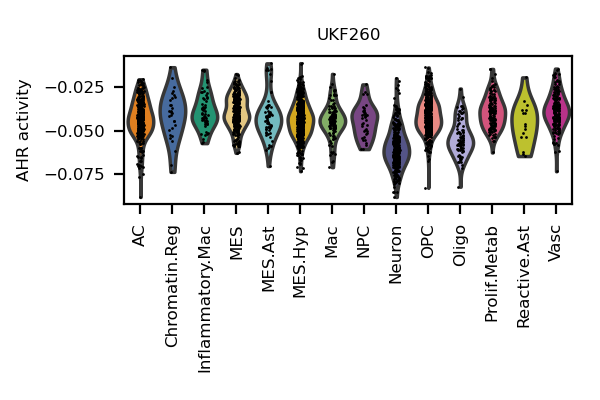 UKF260
AHR activity
−0.025
−0.050
−0.075
AC
Chromatin.Reg
Inflammatory.Mac
MES
MES.Ast
MES.Hyp
Mac
NPC
Neuron
OPC
Oligo
Prolif.Metab
Reactive.Ast
Vasc